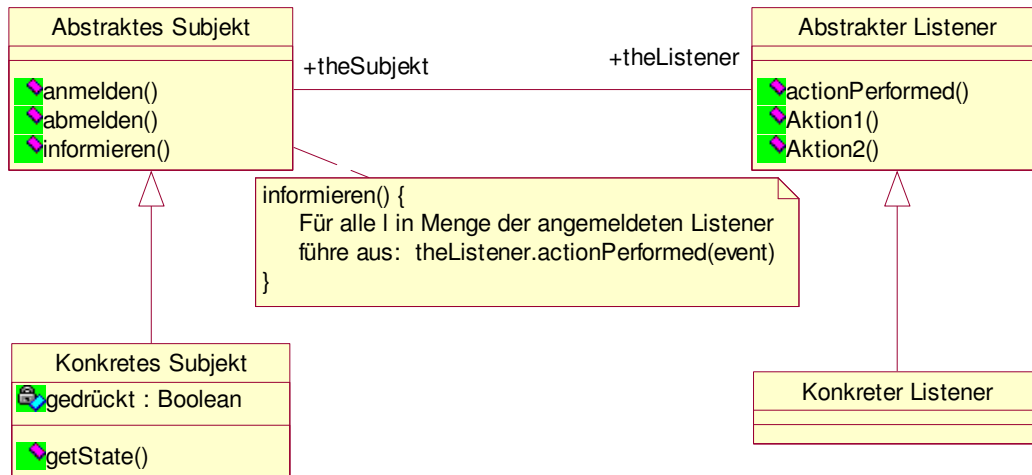 Abstraktes Subjekt
anmelden()
abmelden()
informieren()
+theSubjekt
+theListener
Abstrakter Listener
actionPerformed()
Aktion1()
Aktion2()
informieren() {
Für alle l in Menge der angemeldeten Listener
führe aus: theListener.actionPerformed(event)
}
Konkretes Subjekt
gedrückt : Boolean
getState()
Konkreter Listener